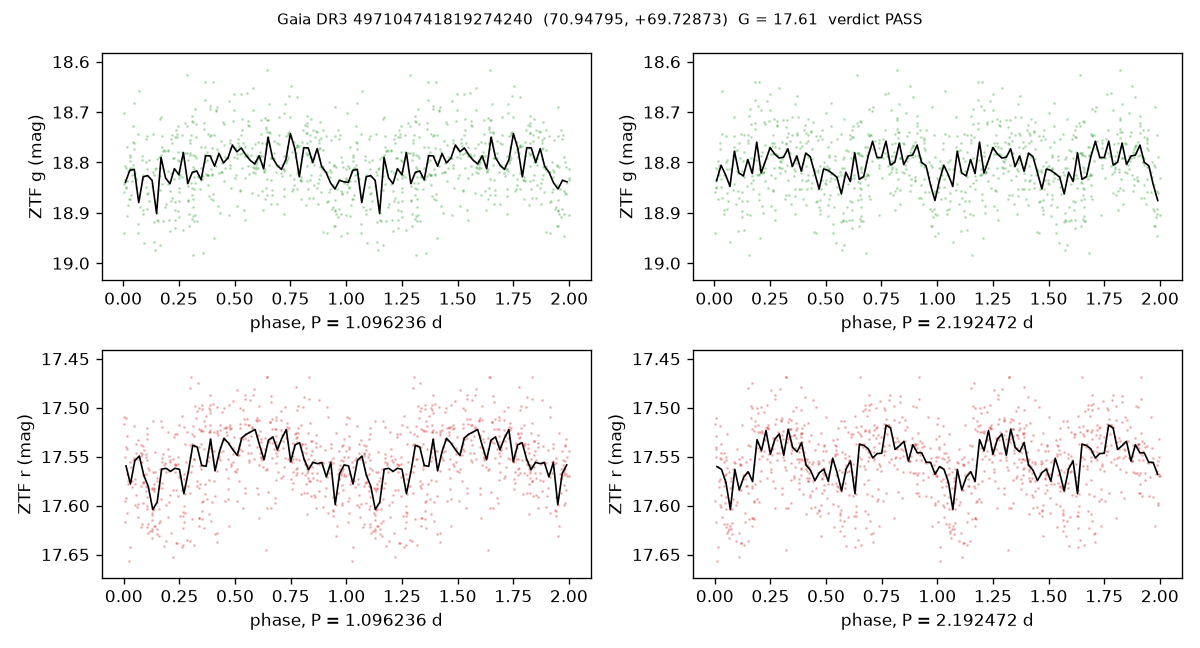 Gaia DR3 497104741819274240 (70.94795, +69.72873) G = 17.61 verdict PASS
18.6
18.7
18.8
18.9
19.0
ZTF g (mag)
0.00 0.25 0.50 0.75 1.00 1.25 1.50 1.75 2.00
phase, P = 1.096236 d
18.6
18.7
18.8
18.9
19.0
ZTF g (mag)
0.00 0.25 0.50 0.75 1.00 1.25 1.50 1.75 2.00
phase, P = 2.192472 d
17.45
17.50
17.55
17.60
17.65
ZTF r (mag)
0.00 0.25 0.50 0.75 1.00 1.25 1.50 1.75 2.00
phase, P = 1.096236 d
17.45
17.50
17.55
17.60
17.65
ZTF r (mag)
0.00 0.25 0.50 0.75 1.00 1.25 1.50 1.75 2.00
phase, P = 2.192472 d